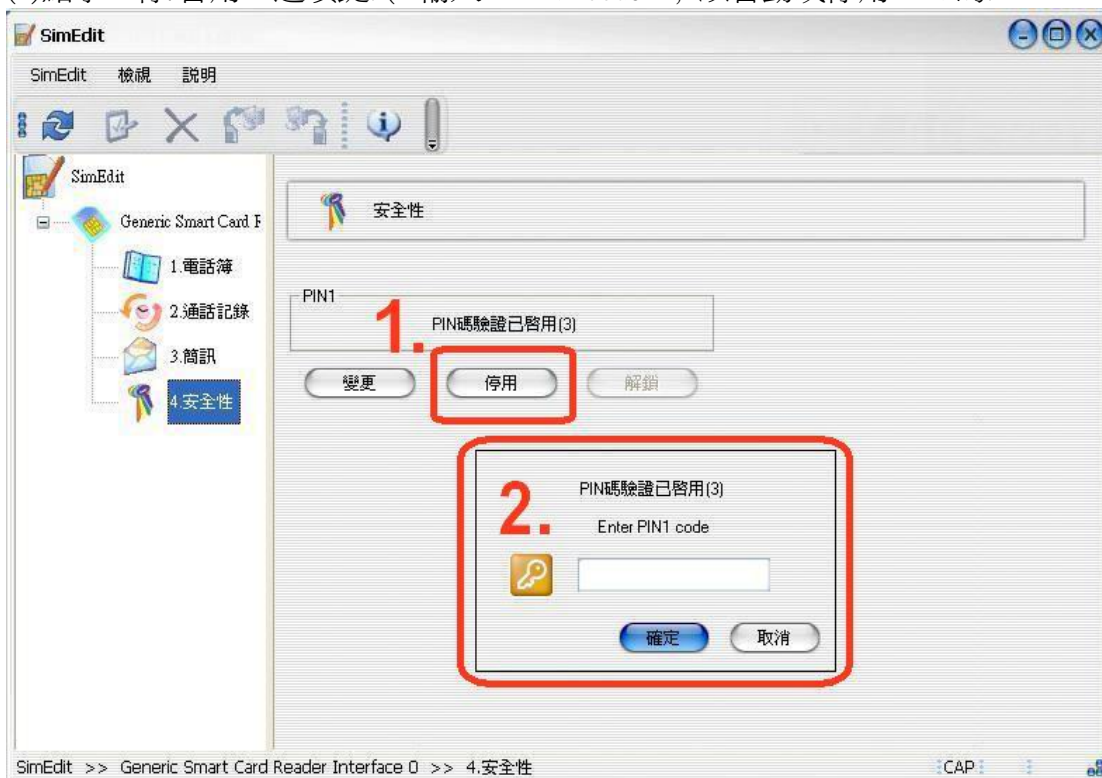 SimEdit
SimEdit 檢視 説明
SimEdit
Generic Smart Card F
1.電話簿
2.通話記錄
3.簡訊
4.安全性
安全性
PIN1
1.
PIN碼驗證已啓用(3)
變更 停用 解鎖
2.
PIN碼驗證已啓用(3)
Enter PIN1 code
確定 取消
SimEdit >> Generic Smart Card Reader Interface 0 >> 4.安全性 CAP